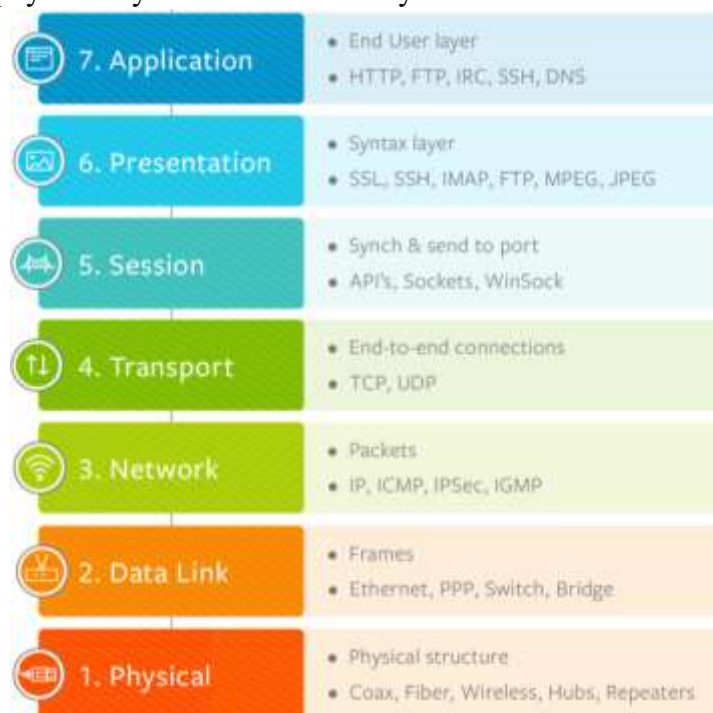 7. Application
• End User layer
• HTTP, FTP, IRC, SSH, DNS
6. Presentation
• Syntax layer
• SSL, SSH, IMAP, FTP, MPEG, JPEG
5. Session
• Synch & send to port
• API's, Sockets, WinSock
4. Transport
• End-to-end connections
• TCP, UDP
3. Network
• Packets
• IP, ICMP, IPSec, IGMP
2. Data Link
• Frames
• Ethernet, PPP, Switch, Bridge
1. Physical
• Physical structure
• Coax, Fiber, Wireless, Hubs, Repeaters